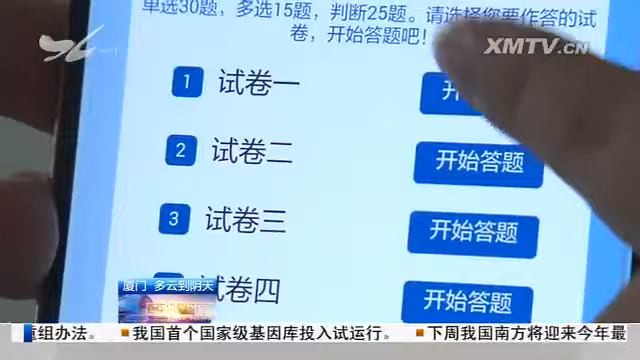 单选30题，多选15题，判断25题。请选择您要作答的试
卷，开始答题吧！
XMTV.CN
1 试卷一 开
2 试卷二 开始答题
3 试卷三 开始答题
试卷四 开始答题
厦门 多云到阴天
重组办法。 ■我国首个国家级基因库投入试运行。 ■下周我国南方将迎来今年最